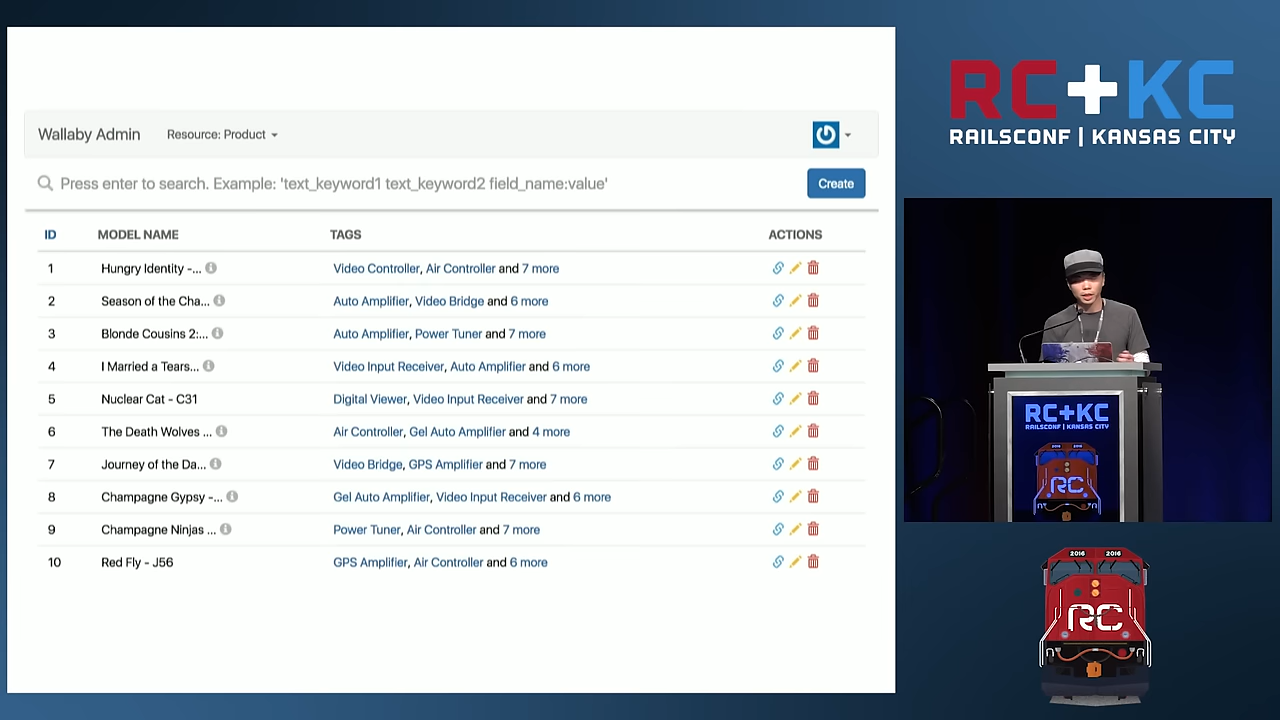 Wallaby Admin Resource: Product
Press enter to search. Example: 'text_keyword1 text_keyword2 field_name:value' Create
ID MODEL NAME TAGS ACTIONS
1 Hungry Identity -... Video Controller, Air Controller and 7 more
2 Season of the Cha... Auto Amplifier, Video Bridge and 6 more
3 Blonde Cousins 2:... Auto Amplifier, Power Tuner and 7 more
4 I Married a Tears... Video Input Receiver, Auto Amplifier and 6 more
5 Nuclear Cat - C31 Digital Viewer, Video Input Receiver and 7 more
6 The Death Wolves ... Air Controller, Gel Auto Amplifier and 4 more
7 Journey of the Da... Video Bridge, GPS Amplifier and 7 more
8 Champagne Gypsy -... Gel Auto Amplifier, Video Input Receiver and 6 more
9 Champagne Ninjas ... Power Tuner, Air Controller and 7 more
10 Red Fly - J56 GPS Amplifier, Air Controller and 6 more
RC+KC
RAILSCONF | KANSAS CITY
RC+KC
RAILSCONF | KANSAS CITY
RC
2016 2016
RC